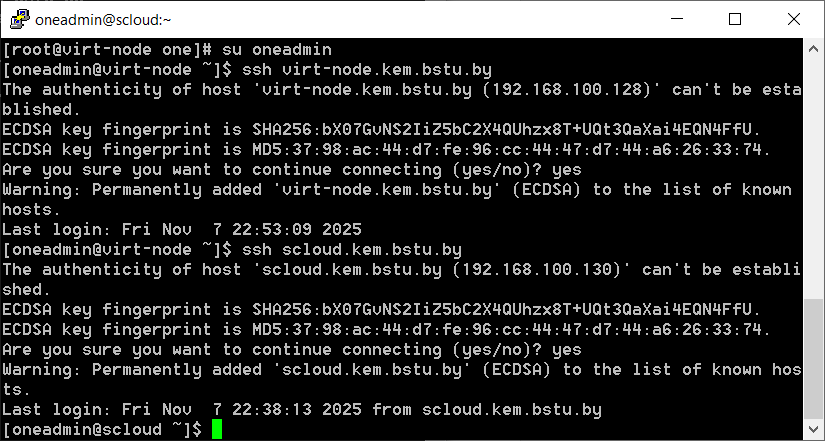 oneadmin@scloud:~
[root@virt-node one]# su oneadmin
[oneadmin@virt-node ~]$ ssh virt-node.kem.bstu.by
The authenticity of host 'virt-node.kem.bstu.by (192.168.100.128)' can't be esta
blished.
ECDSA key fingerprint is SHA256:bX07GvNS2IiZ5bC2X4QUhzx8T+UQt3QaXai4EQN4FfU.
ECDSA key fingerprint is MD5:37:98:ac:44:d7:fe:96:cc:44:47:d7:44:a6:26:33:74.
Are you sure you want to continue connecting (yes/no)? yes
Warning: Permanently added 'virt-node.kem.bstu.by' (ECDSA) to the list of known
hosts.
Last login: Fri Nov  7 22:53:09 2025
[oneadmin@virt-node ~]$ ssh scloud.kem.bstu.by
The authenticity of host 'scloud.kem.bstu.by (192.168.100.130)' can't be establi
shed.
ECDSA key fingerprint is SHA256:bX07GvNS2IiZ5bC2X4QUhzx8T+UQt3QaXai4EQN4FfU.
ECDSA key fingerprint is MD5:37:98:ac:44:d7:fe:96:cc:44:47:d7:44:a6:26:33:74.
Are you sure you want to continue connecting (yes/no)? yes
Warning: Permanently added 'scloud.kem.bstu.by' (ECDSA) to the list of known hos
ts.
Last login: Fri Nov  7 22:38:13 2025 from scloud.kem.bstu.by
[oneadmin@scloud ~]$